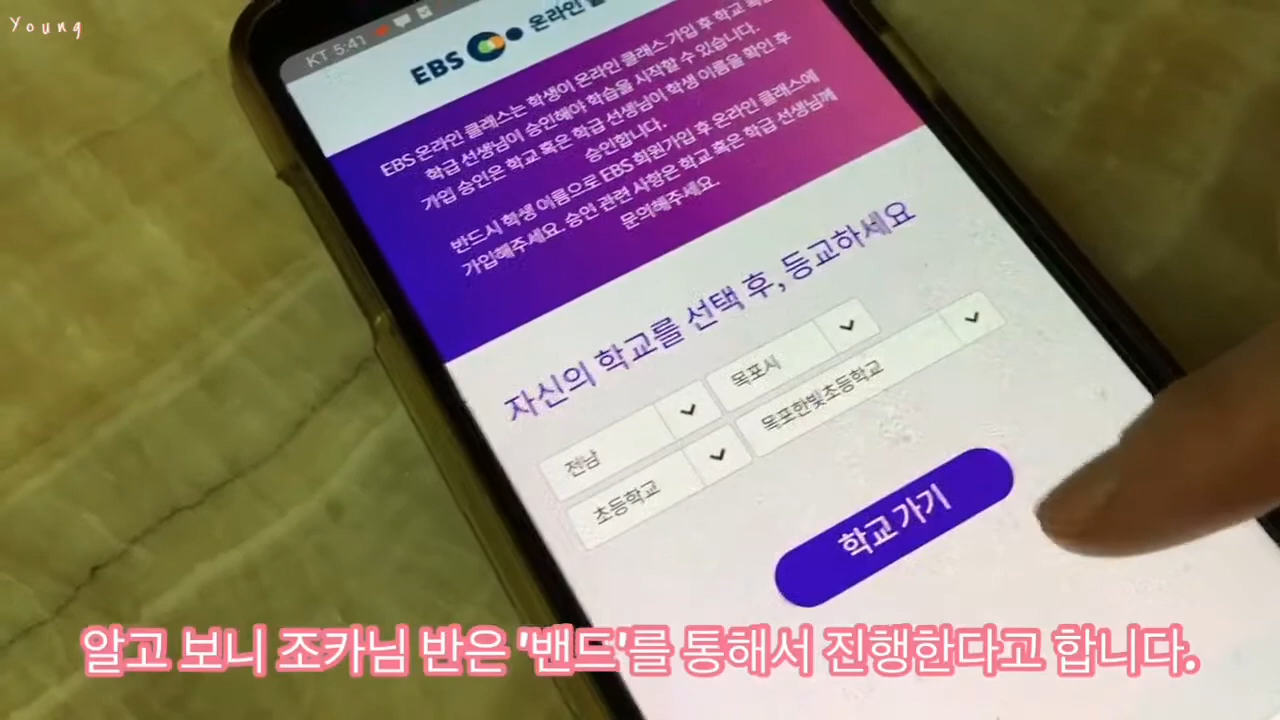 Young
KT 5:41
EBS 온라인 클
EBS 온라인 클래스는 학생이 온라인 클래스 가입 후 학교 혹은
학급 선생님이 승인해야 학습을 시작할 수 있습니다.
가입 승인은 학교 혹은 학급 선생님이 학생 이름을 확인 후
승인합니다.
반드시 학생 이름으로 EBS 회원가입 후 온라인 클래스에
가입해주세요. 승인 관련 사항은 학교 혹은 학급 선생님께
문의해주세요.
자신의 학교를 선택 후, 등교하세요
전남 목포시
초등학교 목포한빛초등학교
학교 가기
알고 보니 조카님 반은 '밴드'를 통해서 진행한다고 합니다.